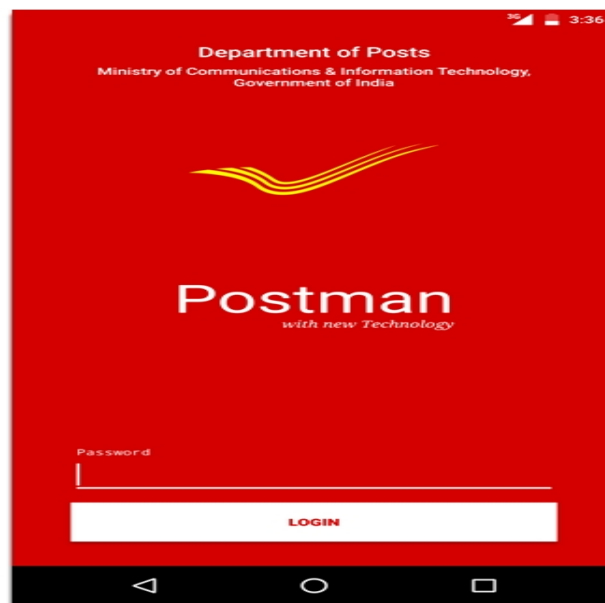 3G 3:36
Department of Posts
Ministry of Communications & Information Technology,
Government of India
Postman
with new Technology
Password
LOGIN